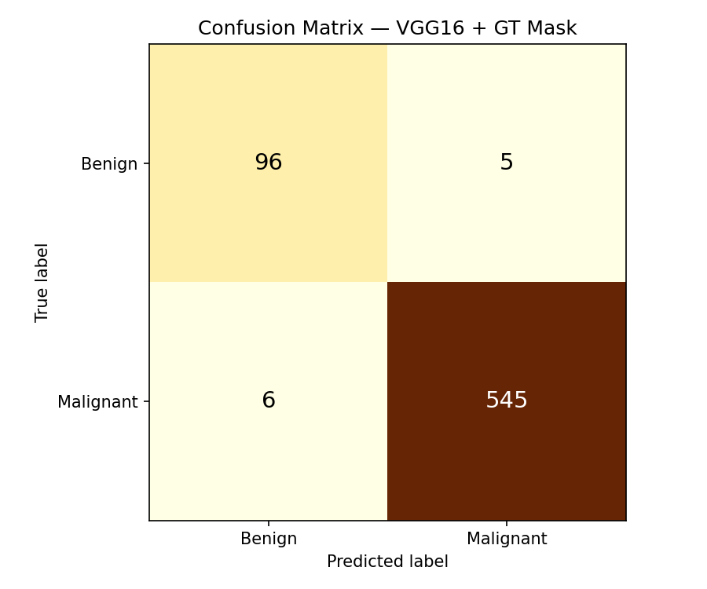 Confusion Matrix — VGG16 + GT Mask
True label
Benign
96
5
Malignant
6
545
Benign
Malignant
Predicted label